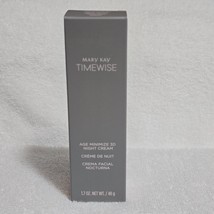 MARY KAY
TIMEWISE
AGE MINIMIZE 3D
NIGHT CREAM
CRÈME DE NUIT
CREMA FACIAL
NOCTURNA
1.7 OZ. NET WT. / 48 g